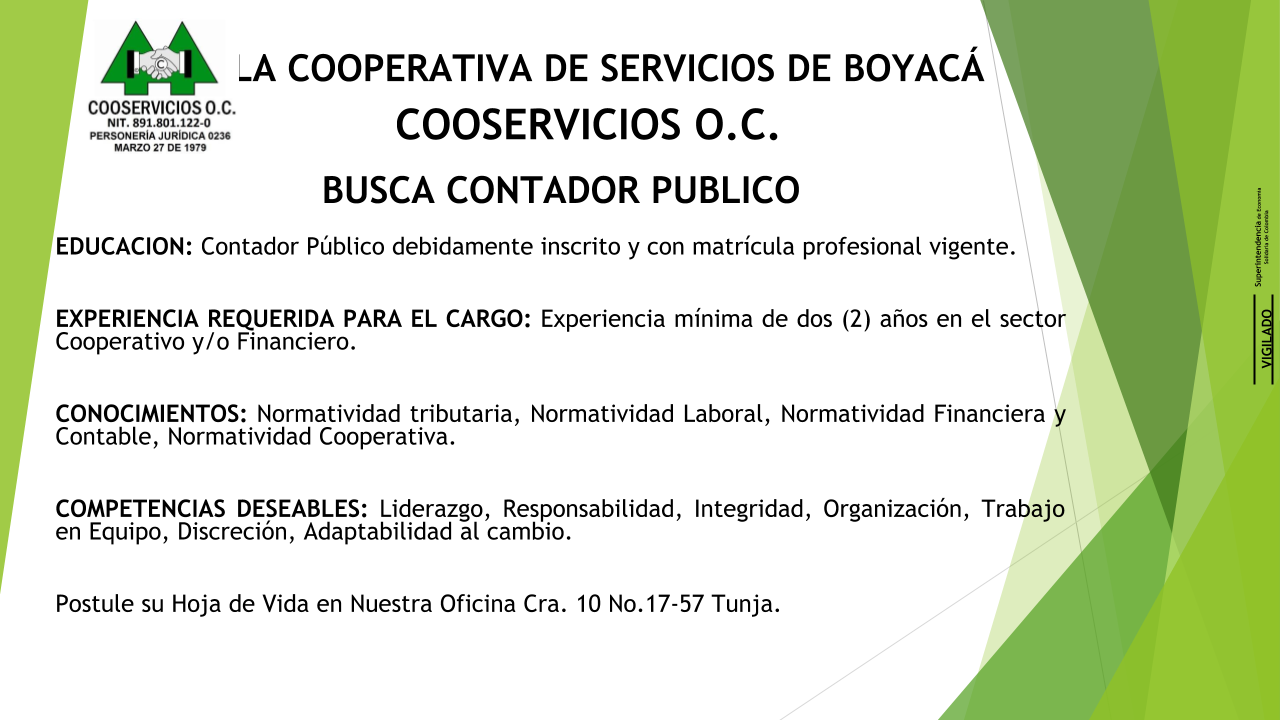 LA COOPERATIVA DE SERVICIOS DE BOYACÁ
C
COOSERVICIOS O.C.
NIT. 891.801.122-0
PERSONERÍA JURÍDICA 0236
MARZO 27 DE 1979
COOSERVICIOS O.C.
BUSCA CONTADOR PUBLICO
EDUCACION: Contador Público debidamente inscrito y con matrícula profesional vigente.
EXPERIENCIA REQUERIDA PARA EL CARGO: Experiencia mínima de dos (2) años en el sector
Cooperativo y/o Financiero.
CONOCIMIENTOS: Normatividad tributaria, Normatividad Laboral, Normatividad Financiera y
Contable, Normatividad Cooperativa.
COMPETENCIAS DESEABLES: Liderazgo, Responsabilidad, Integridad, Organización, Trabajo
en Equipo, Discreción, Adaptabilidad al cambio.
Postule su Hoja de Vida en Nuestra Oficina Cra. 10 No.17-57 Tunja.
VIGILADO
Superintendencia de Economía
Solidaria de Colombia